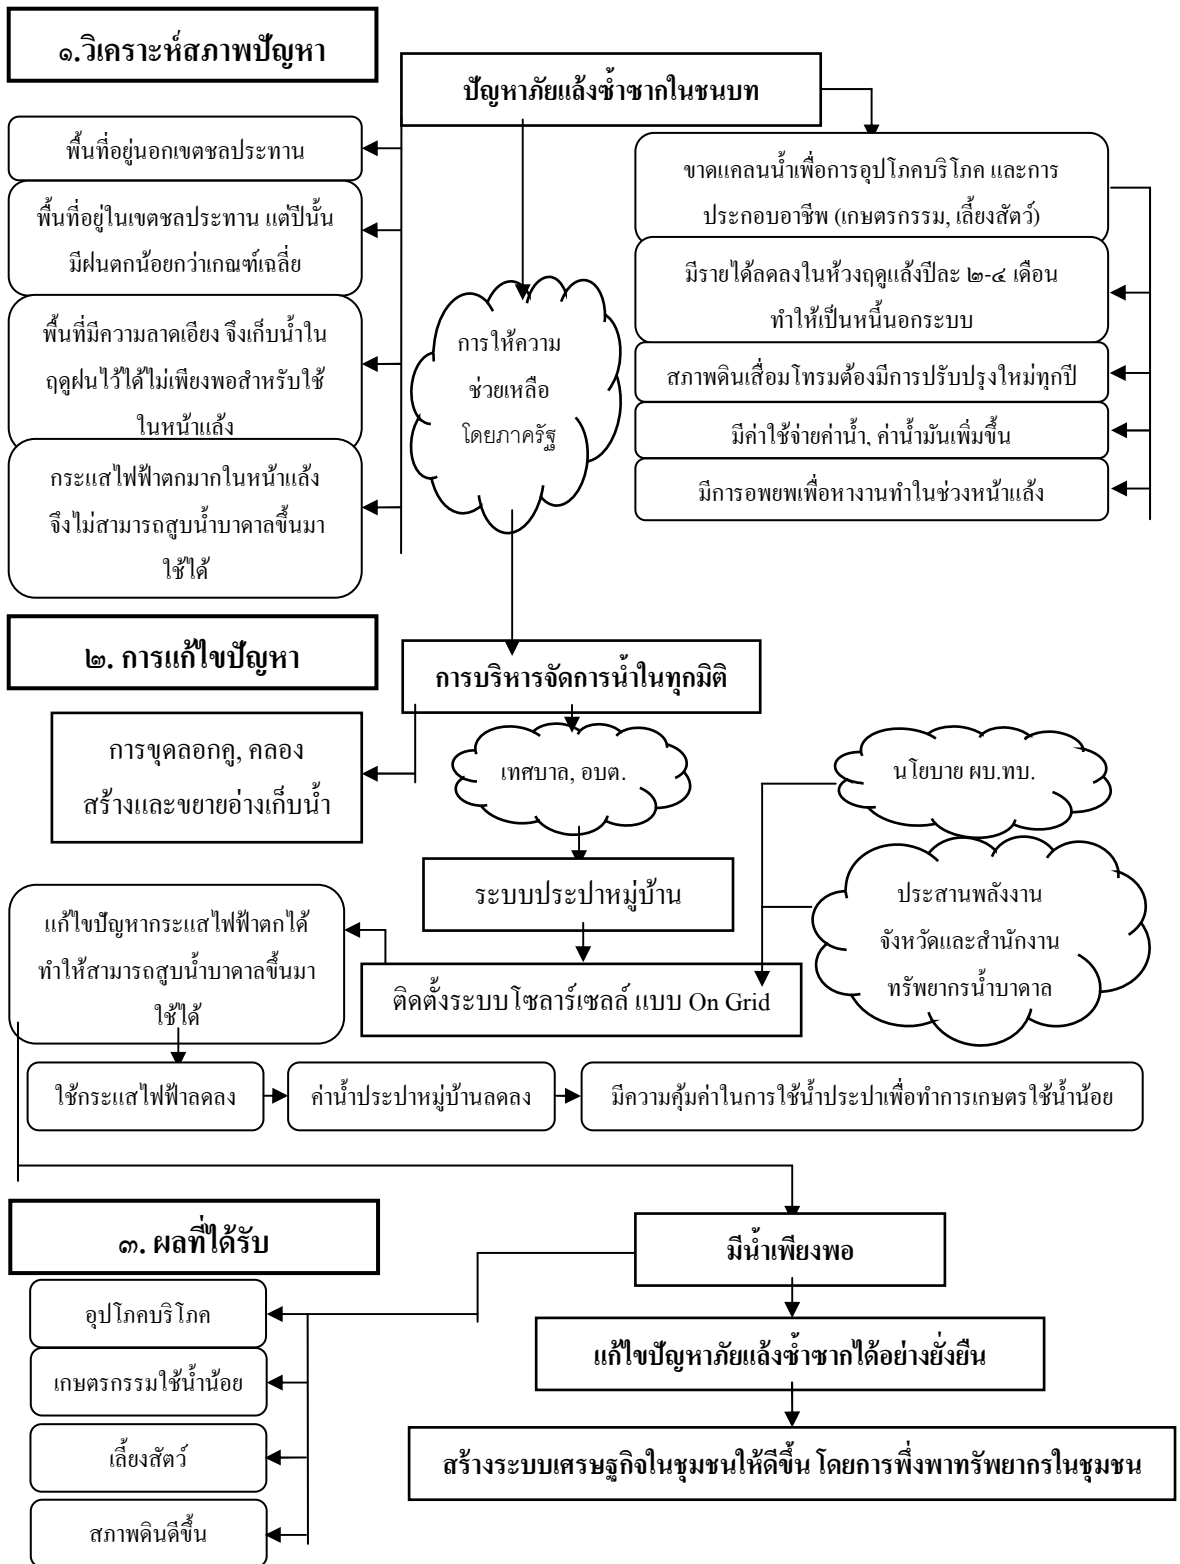 ๑.วิเคราะห์สภาพปัญหา
ปัญหาภัยแล้งซ้ำซากในชนบท
พื้นที่อยู่นอกเขตชลประทาน
พื้นที่อยู่ในเขตชลประทาน แต่ปีนั้น
มีฝนตกน้อยกว่าเกณฑ์เฉลี่ย
พื้นที่มีความลาดเอียง จึงเก็บน้ำใน
ฤดูฝนไว้ได้ไม่เพียงพอสำหรับใช้
ในหน้าแล้ง
กระแสไฟฟ้าตกมากในหน้าแล้ง
จึงไม่สามารถสูบน้ำบาดาลขึ้นมา
ใช้ได้
การให้ความ
ช่วยเหลือ
โดยภาครัฐ
ขาดแคลนน้ำเพื่อการอุปโภคบริโภค และการ
ประกอบอาชีพ (เกษตรกรรม, เลี้ยงสัตว์)
มีรายได้ลดลงในห้วงฤดูแล้งปีละ ๒-๔ เดือน
ทำให้เป็นหนี้นอกระบบ
สภาพดินเสื่อมโทรมต้องมีการปรับปรุงใหม่ทุกปี
มีค่าใช้จ่ายค่าน้ำ, ค่าน้ำมันเพิ่มขึ้น
มีการอพยพเพื่อหางานทำในช่วงหน้าแล้ง
๒. การแก้ไขปัญหา
การบริหารจัดการน้ำในทุกมิติ
การขุดลอกคู, คลอง
สร้างและขยายอ่างเก็บน้ำ
เทศบาล, อบต.
นโยบาย ผบ.ทบ.
ระบบประปาหมู่บ้าน
ประสานพลังงาน
จังหวัดและสำนักงาน
ทรัพยากรน้ำบาดาล
แก้ไขปัญหากระแสไฟฟ้าตกได้
ทำให้สามารถสูบน้ำบาดาลขึ้นมา
ใช้ได้
ติดตั้งระบบโซลาร์เซลล์ แบบ On Grid
ใช้กระแสไฟฟ้าลดลง
ค่าน้ำประปาหมู่บ้านลดลง
มีความคุ้มค่าในการใช้น้ำประปาเพื่อทำการเกษตรใช้น้ำน้อย
๓. ผลที่ได้รับ
มีน้ำเพียงพอ
อุปโภคบริโภค
เกษตรกรรมใช้น้ำน้อย
เลี้ยงสัตว์
สภาพดินดีขึ้น
แก้ไขปัญหาภัยแล้งซ้ำซากได้อย่างยั่งยืน
สร้างระบบเศรษฐกิจในชุมชนให้ดีขึ้น โดยการพึ่งพาทรัพยากรในชุมชน